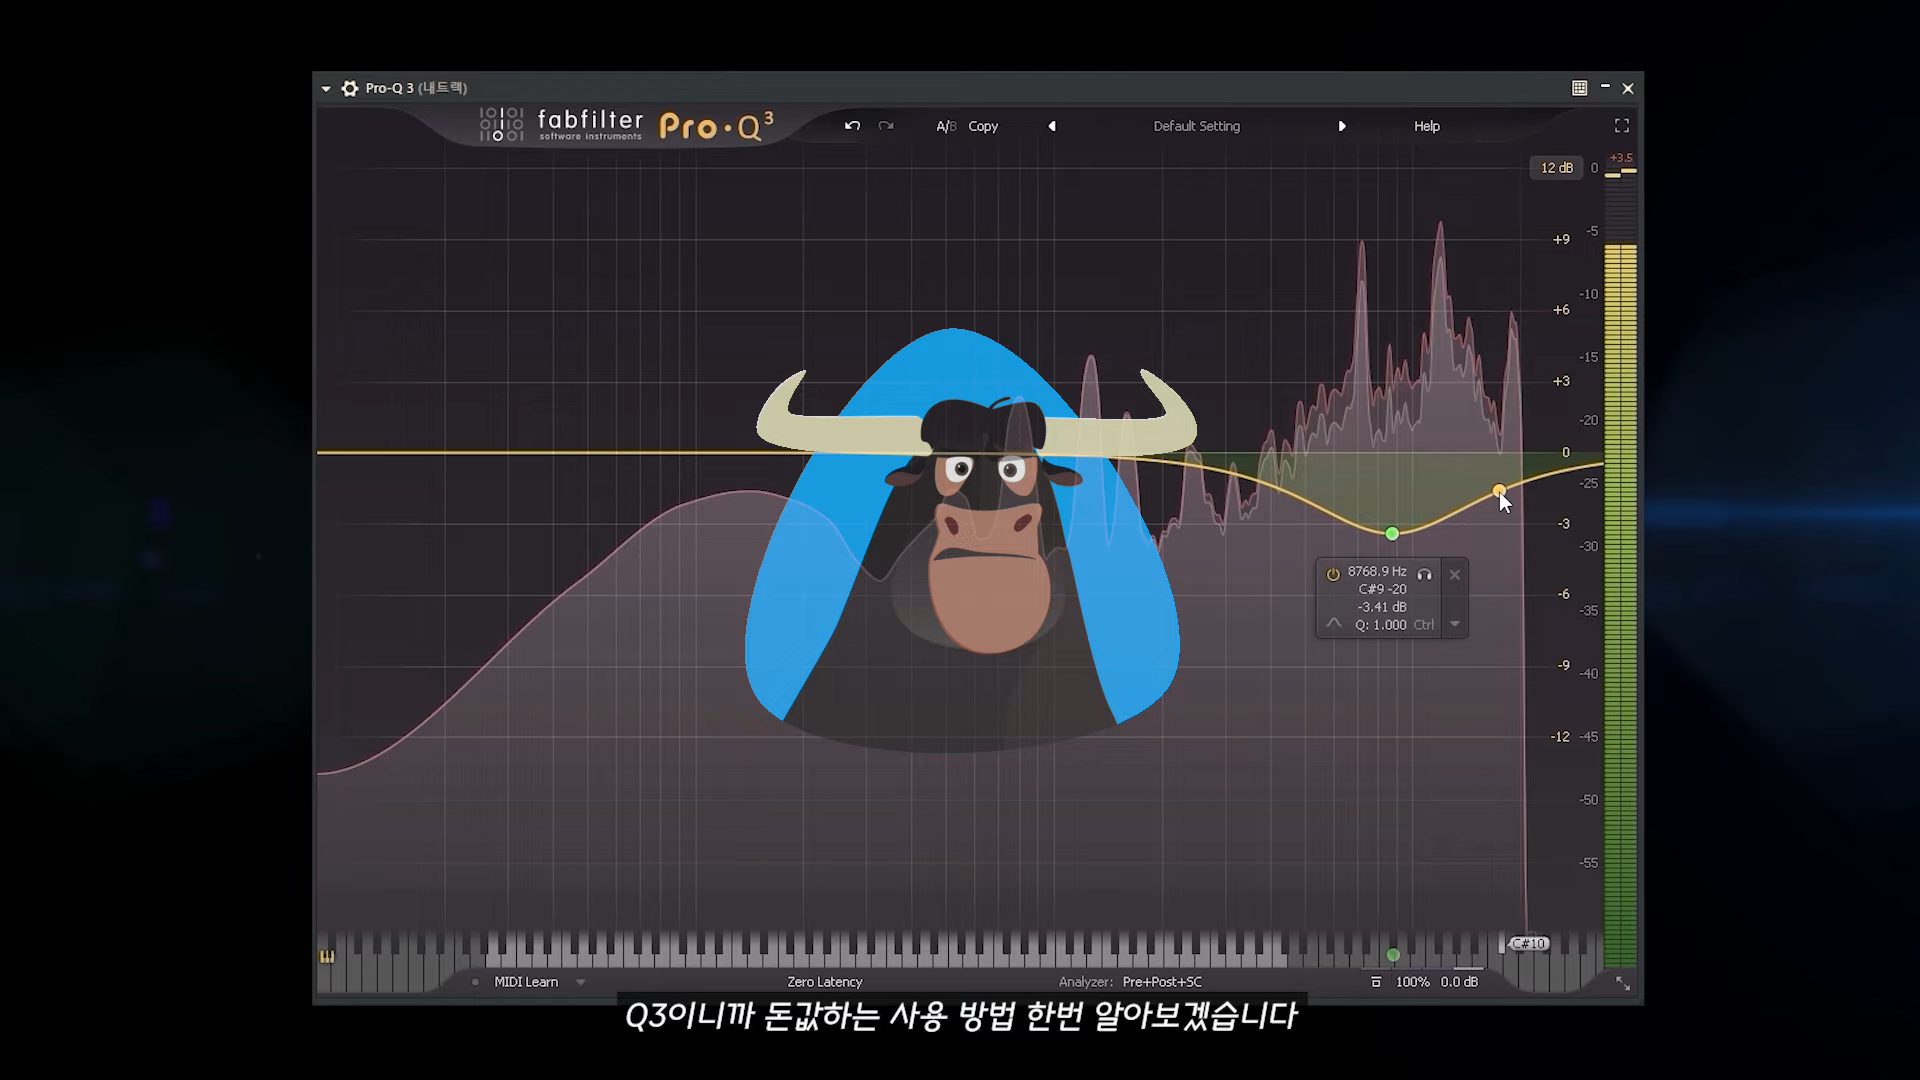 Pro-Q 3 (내트랙)
fabfilter
software instruments
Pro·Q³
A/B Copy
Default Setting
Help
12 dB
0
+3.5
+9
-5
-10
+6
-15
+3
-20
0
-25
-3
-30
-6
-35
-9
-40
-12
-45
-50
-55
8768.9 Hz
C#9 -20
-3.41 dB
Q: 1.000 Ctrl
C#10
MIDI Learn
Zero Latency
Analyzer: Pre+Post+SC
100%
0.0 dB
Q3이니까 돈값하는 사용 방법 한번 알아보겠습니다